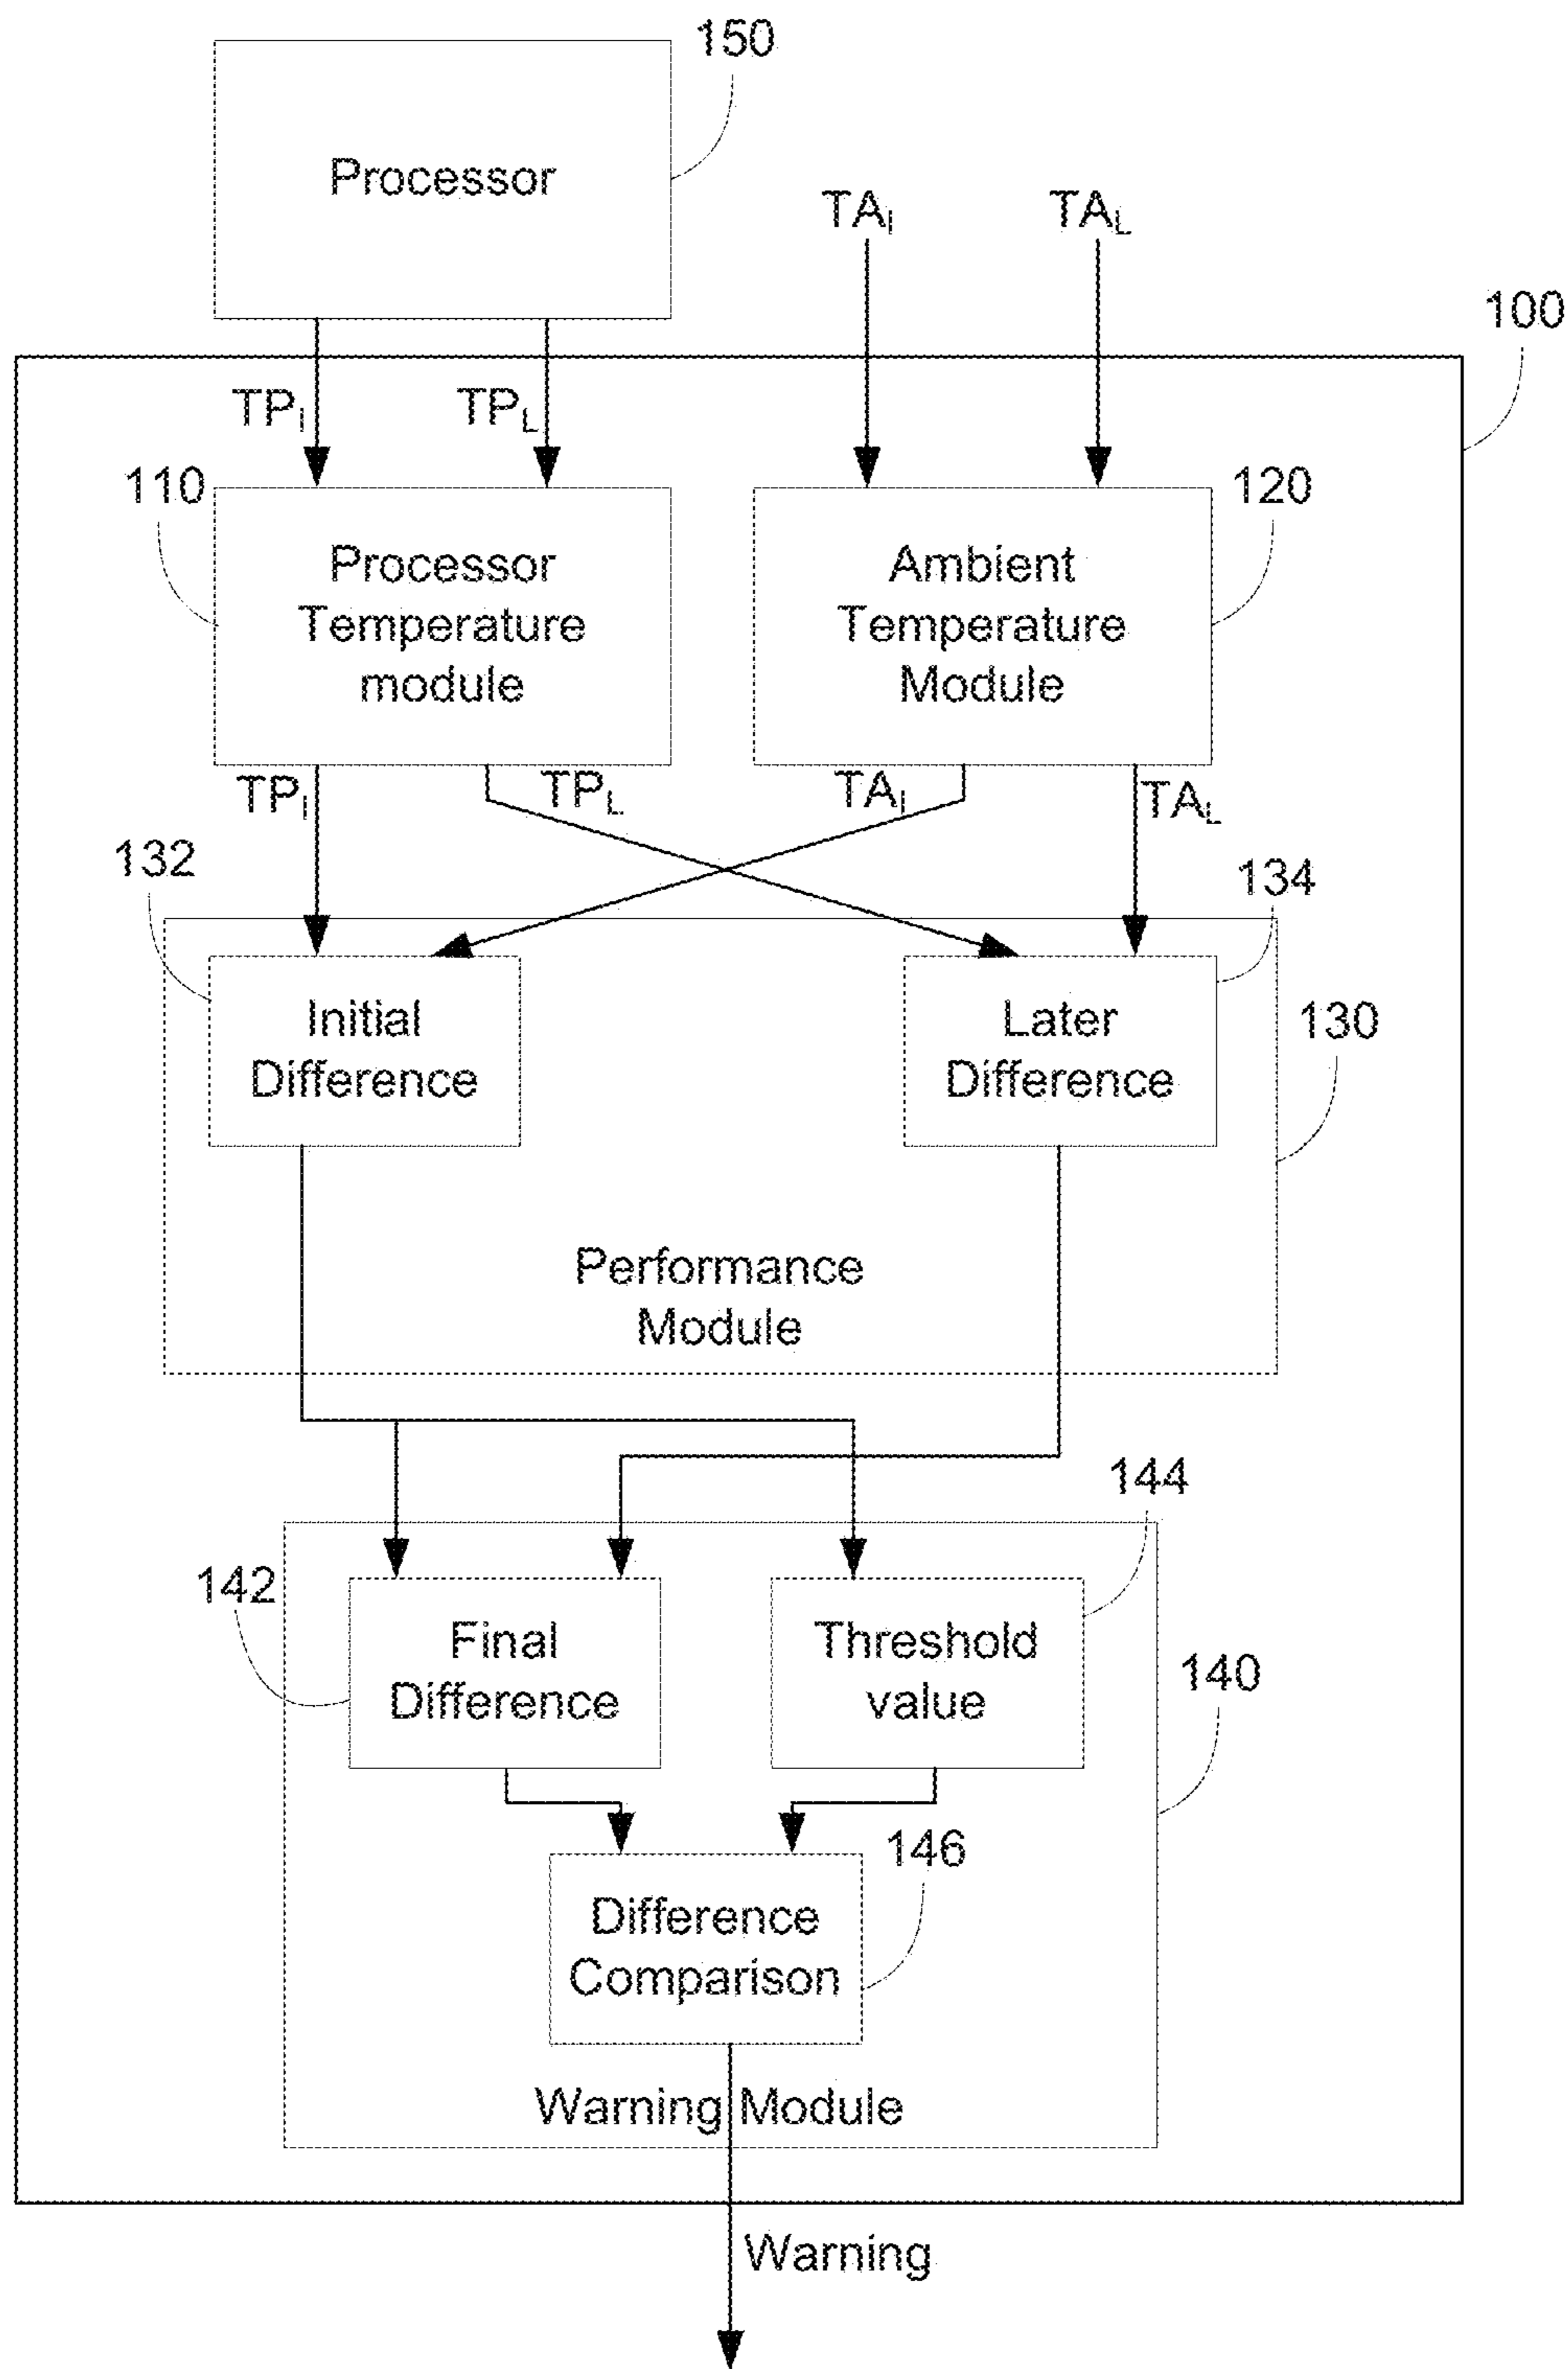 150
Processor
TAI
TAL
100
TPI
TPL
110
120
Processor
Temperature
module
Ambient
Temperature
Module
TPI
TPL
TAI
TAL
132
134
Initial
Difference
Later
Difference
130
Performance
Module
144
142
Final
Difference
Threshold
value
140
146
Difference
Comparison
Warning Module
Warning